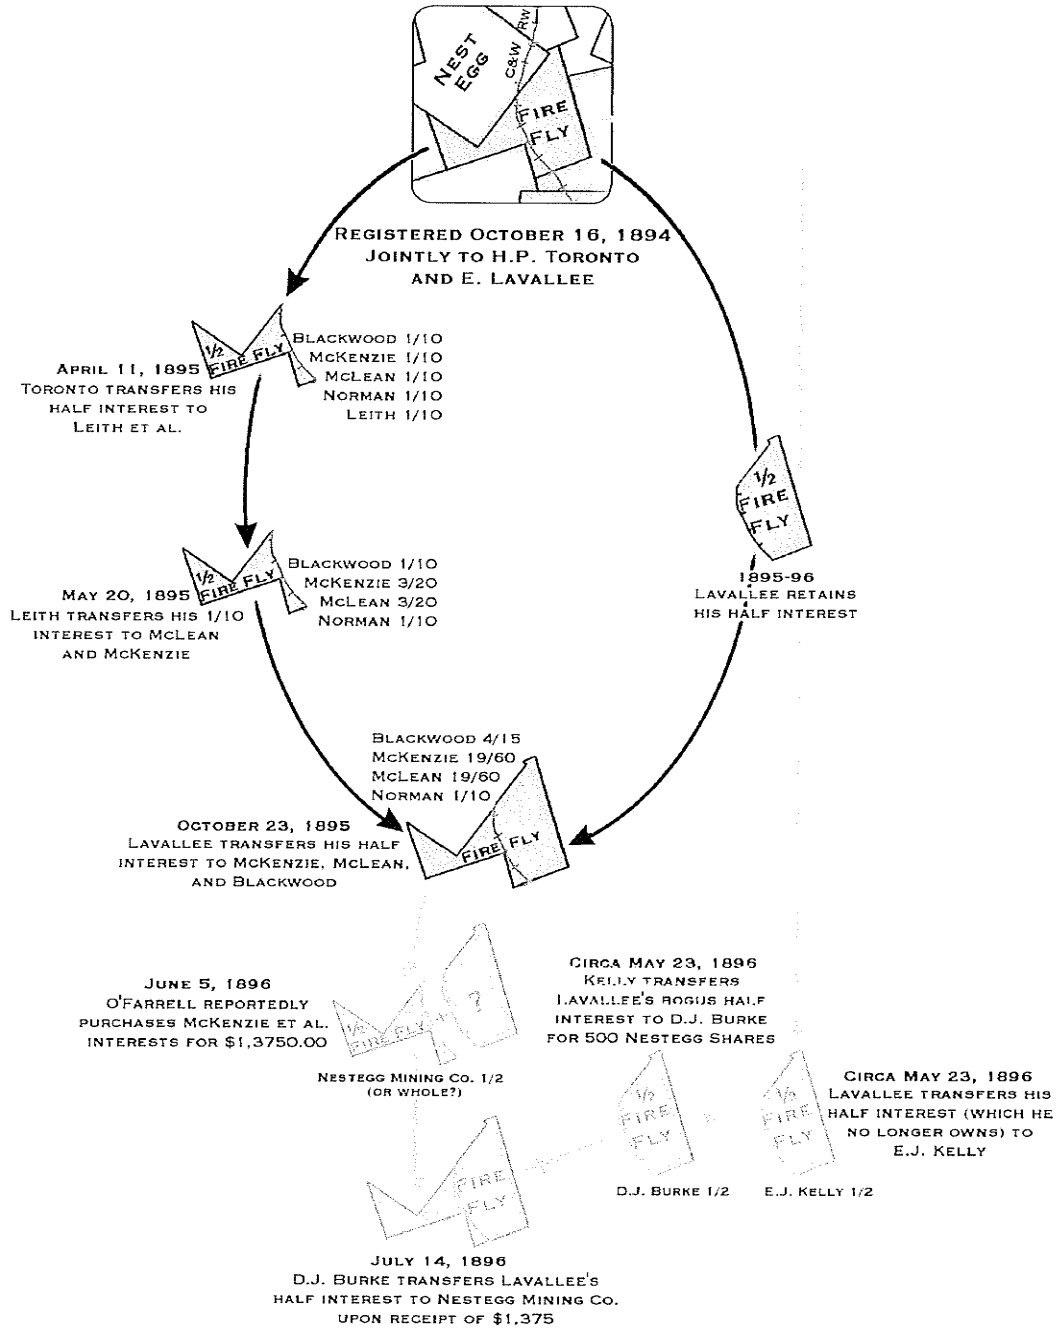 NEST
EGG
C&W
RW
FIRE
FLY
REGISTERED OCTOBER 16, 1894
JOINTLY TO H.P. TORONTO
AND E. LAVALLEE
1/2
FIRE FLY
BLACKWOOD 1/10
MCKENZIE 1/10
MCLEAN 1/10
NORMAN 1/10
LEITH 1/10
APRIL 11, 1895
TORONTO TRANSFERS HIS
HALF INTEREST TO
LEITH ET AL.
1/2
FIRE
FLY
1895-96
LAVALLEE RETAINS
HIS HALF INTEREST
1/2
FIRE FLY
BLACKWOOD 1/10
MCKENZIE 3/20
MCLEAN 3/20
NORMAN 1/10
MAY 20, 1895
LEITH TRANSFERS HIS 1/10
INTEREST TO MCLEAN
AND MCKENZIE
BLACKWOOD 4/15
MCKENZIE 19/60
MCLEAN 19/60
NORMAN 1/10
FIRE FLY
OCTOBER 23, 1895
LAVALLEE TRANSFERS HIS HALF
INTEREST TO MCKENZIE, MCLEAN,
AND BLACKWOOD
JUNE 5, 1896
O'FARRELL REPORTEDLY
PURCHASES MCKENZIE ET AL.
INTERESTS FOR $1,3750.00
1/2
FIRE FLY
?
NESTEGG MINING CO. 1/2
(OR WHOLE?)
CIRCA MAY 23, 1896
KELLY TRANSFERS
LAVALLEE'S BOGUS HALF
INTEREST TO D.J. BURKE
FOR 500 NESTEGG SHARES
1/2
FIRE
FLY
D.J. BURKE 1/2
1/2
FIRE
FLY
E.J. KELLY 1/2
CIRCA MAY 23, 1896
LAVALLEE TRANSFERS HIS
HALF INTEREST (WHICH HE
NO LONGER OWNS) TO
E.J. KELLY
FIRE
FLY
JULY 14, 1896
D.J. BURKE TRANSFERS LAVALLEE'S
HALF INTEREST TO NESTEGG MINING CO.
UPON RECEIPT OF $1,375